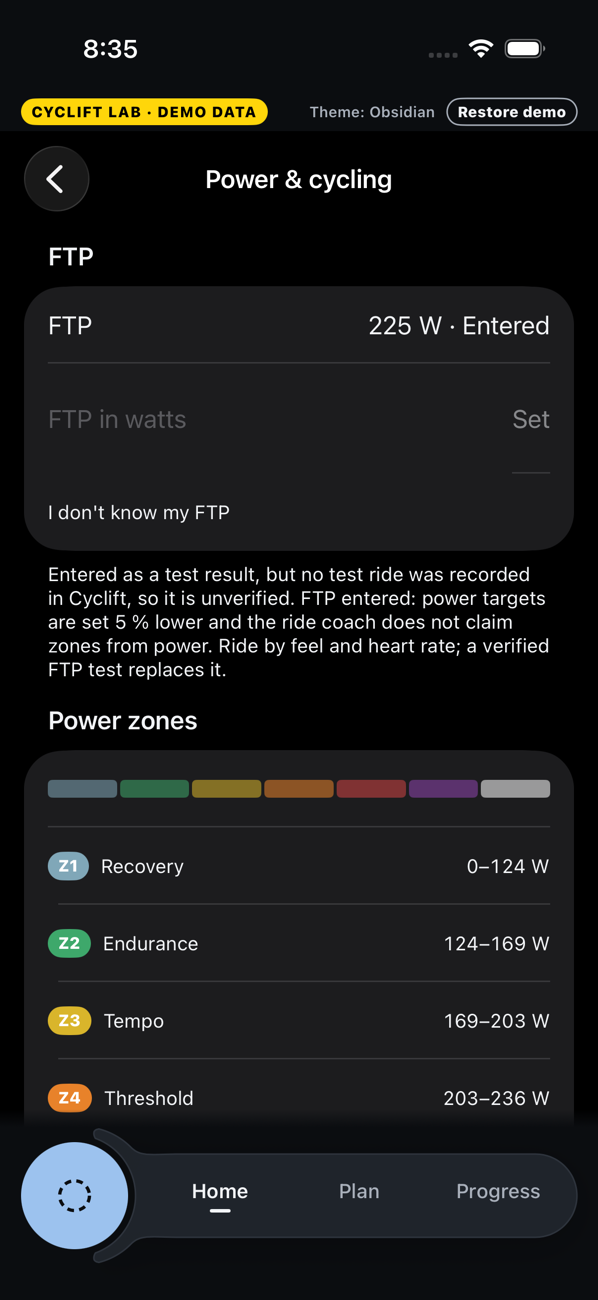 8:35
CYCLIFT LAB · DEMO DATA
Theme: Obsidian
Restore demo
Power & cycling
FTP
FTP
225 W · Entered
FTP in watts
Set
I don't know my FTP
Entered as a test result, but no test ride was recorded
in Cyclift, so it is unverified. FTP entered: power targets
are set 5 % lower and the ride coach does not claim
zones from power. Ride by feel and heart rate; a verified
FTP test replaces it.
Power zones
Z1 Recovery 0–124 W
Z2 Endurance 124–169 W
Z3 Tempo 169–203 W
Z4 Threshold 203–236 W
Home
Plan
Progress